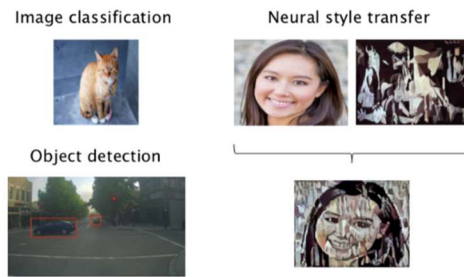 Image classification
Neural style transfer
Object detection